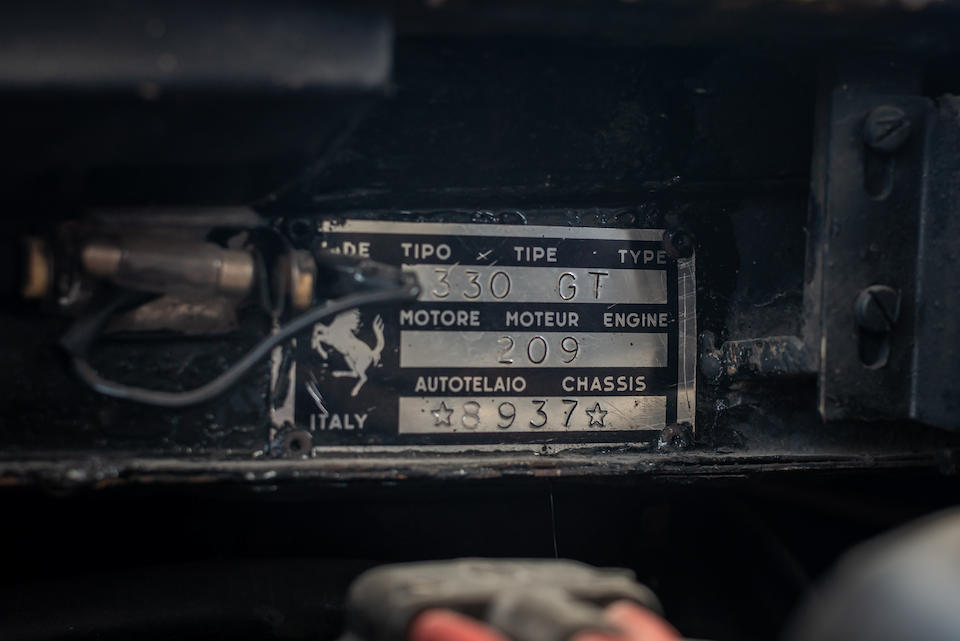 TIPO TIPE TYPE
330 GT
MOTORE MOTEUR ENGINE
209
AUTOTELAIO CHASSIS
☆8937☆
ITALY